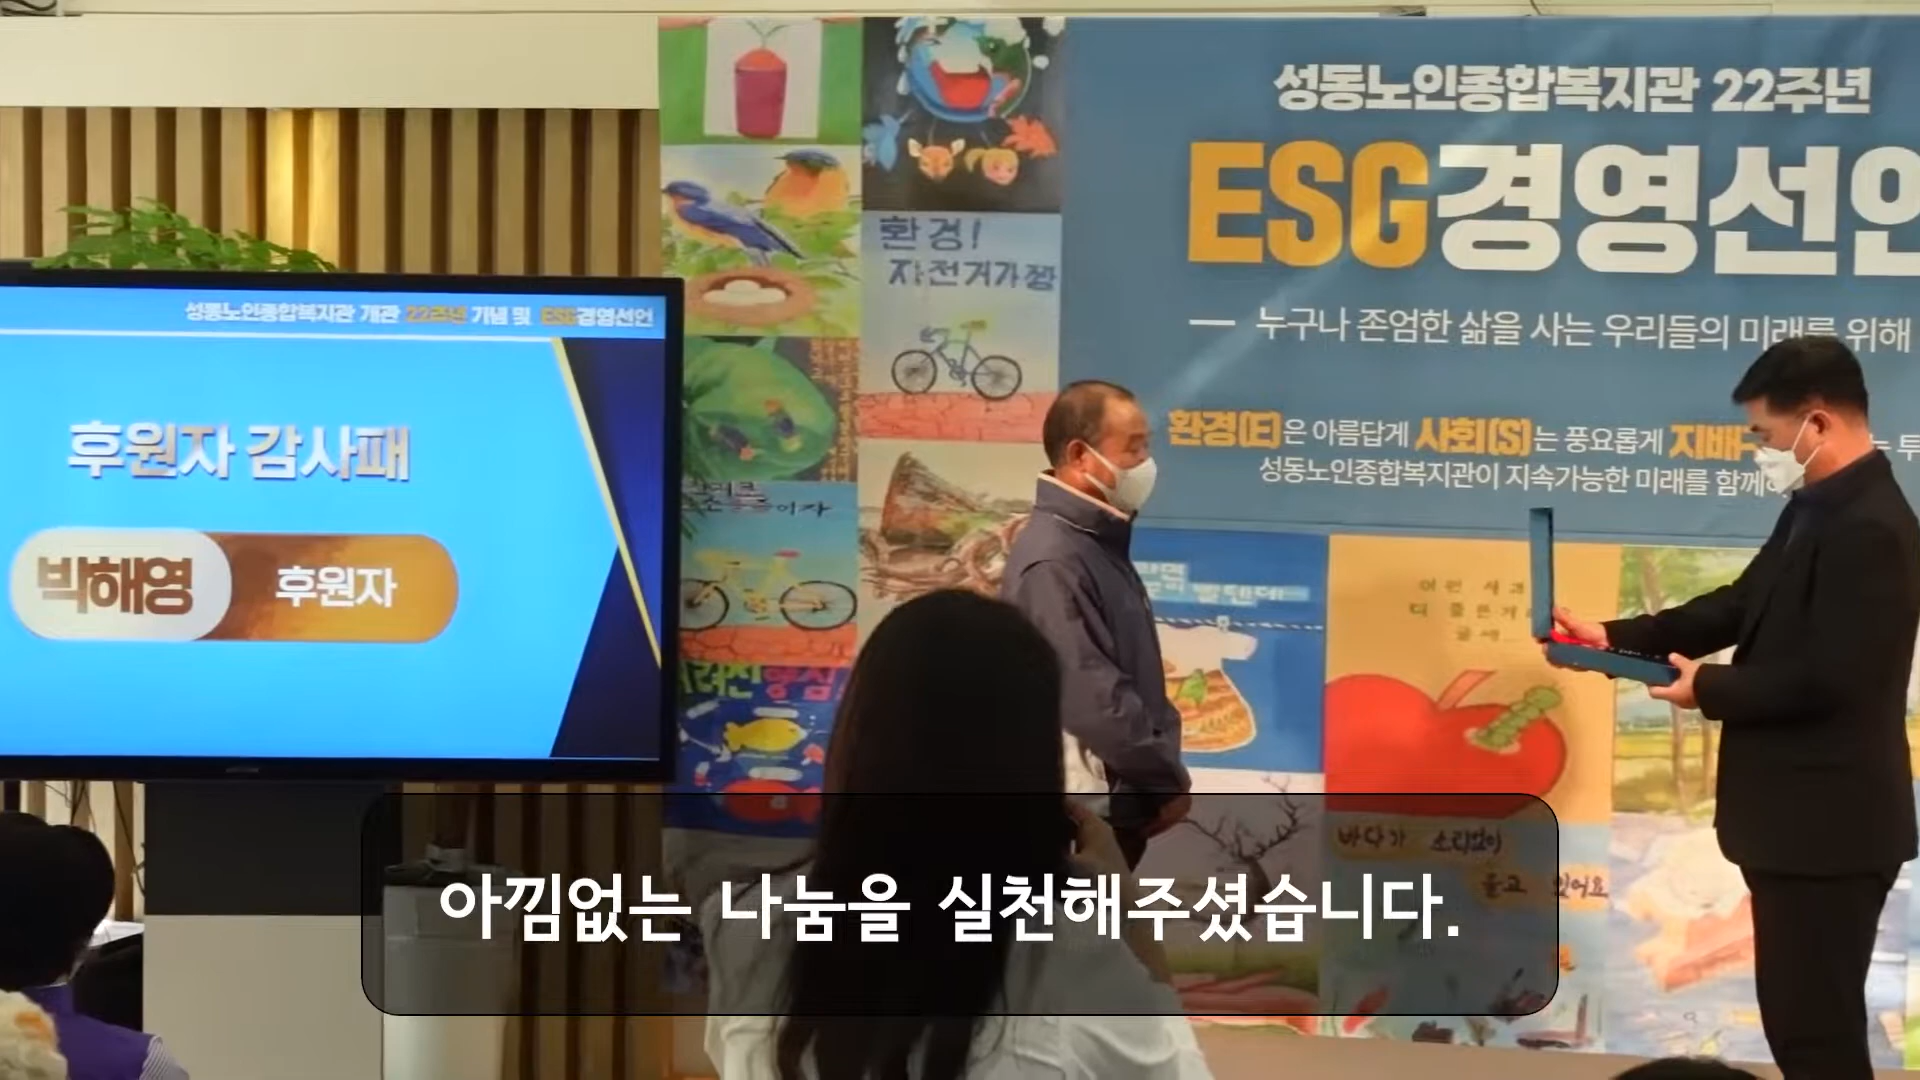 성동노인종합복지관 22주년
ESG경영선언
누구나 존엄한 삶을 사는 우리들의 미래를 위해
환경(E)은 아름답게 사회(S)는 풍요롭게 지배구
성동노인종합복지관이 지속가능한 미래를 함께
환경!
자전거가 짱
성동노인종합복지관 개관 22주년 기념 및 ESG경영선언
후원자 감사패
박해영 후원자
바다가 소리없이
울고 있어요
아낌없는 나눔을 실천해주셨습니다.